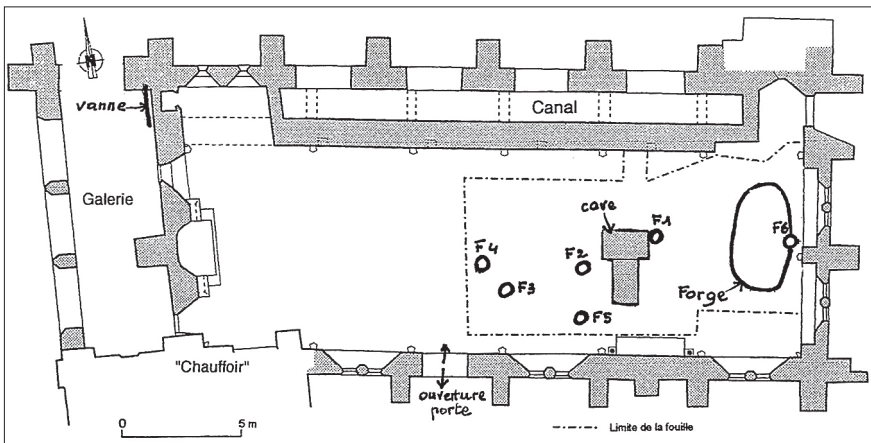 N
vanne
Canal
Galerie
cave
F1
F6
F4
F2
F3
Forge
F5
"Chauffoir"
ouverture
porte
0 5 m
Limite de la fouille